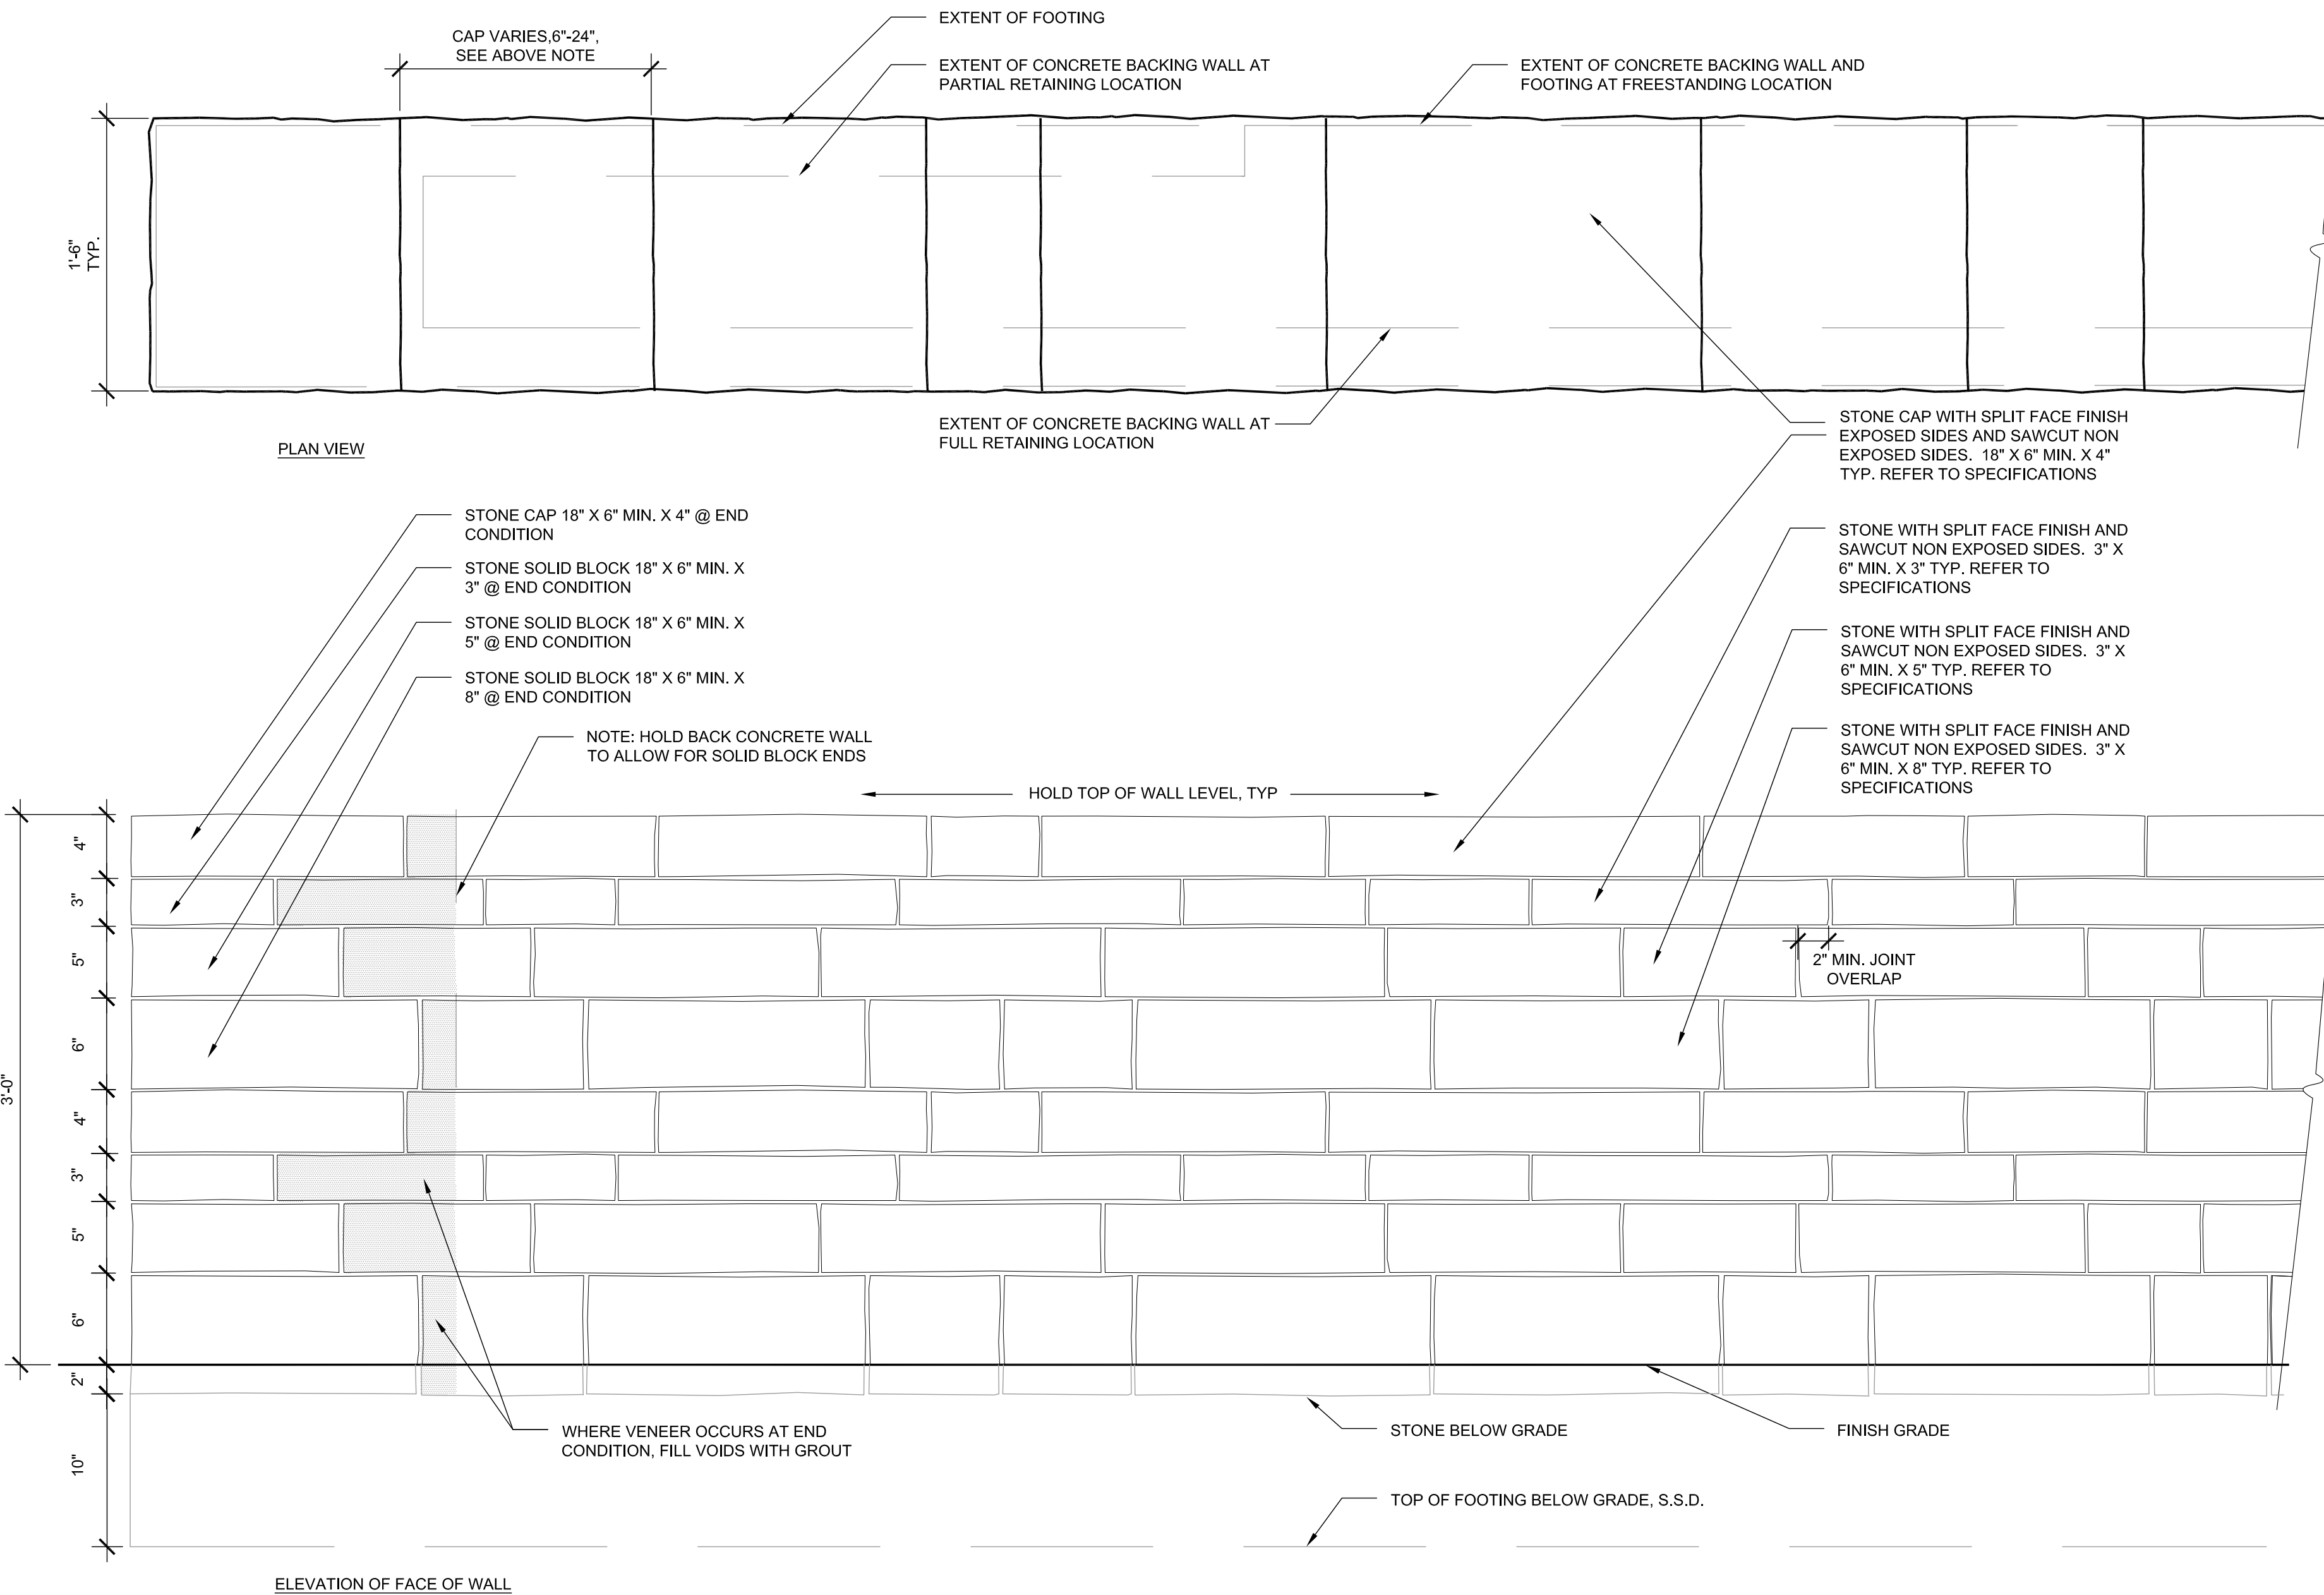 EXTENT OF FOOTING
CAP VARIES,6"-24",
SEE ABOVE NOTE
EXTENT OF CONCRETE BACKING WALL AT
PARTIAL RETAINING LOCATION
EXTENT OF CONCRETE BACKING WALL AND
FOOTING AT FREESTANDING LOCATION
1'-6"
TYP.
EXTENT OF CONCRETE BACKING WALL AT
FULL RETAINING LOCATION
STONE CAP WITH SPLIT FACE FINISH
EXPOSED SIDES AND SAWCUT NON
EXPOSED SIDES. 18" X 6" MIN. X 4"
TYP. REFER TO SPECIFICATIONS
PLAN VIEW
STONE CAP 18" X 6" MIN. X 4" @ END
CONDITION
STONE SOLID BLOCK 18" X 6" MIN. X
3" @ END CONDITION
STONE SOLID BLOCK 18" X 6" MIN. X
5" @ END CONDITION
STONE SOLID BLOCK 18" X 6" MIN. X
8" @ END CONDITION
NOTE: HOLD BACK CONCRETE WALL
TO ALLOW FOR SOLID BLOCK ENDS
STONE WITH SPLIT FACE FINISH AND
SAWCUT NON EXPOSED SIDES. 3" X
6" MIN. X 3" TYP. REFER TO
SPECIFICATIONS
STONE WITH SPLIT FACE FINISH AND
SAWCUT NON EXPOSED SIDES. 3" X
6" MIN. X 5" TYP. REFER TO
SPECIFICATIONS
STONE WITH SPLIT FACE FINISH AND
SAWCUT NON EXPOSED SIDES. 3" X
6" MIN. X 8" TYP. REFER TO
SPECIFICATIONS
HOLD TOP OF WALL LEVEL, TYP
3'-0"
4"
3"
5"
6"
4"
3"
5"
6"
2"
10"
2" MIN. JOINT
OVERLAP
WHERE VENEER OCCURS AT END
CONDITION, FILL VOIDS WITH GROUT
STONE BELOW GRADE
FINISH GRADE
TOP OF FOOTING BELOW GRADE, S.S.D.
ELEVATION OF FACE OF WALL